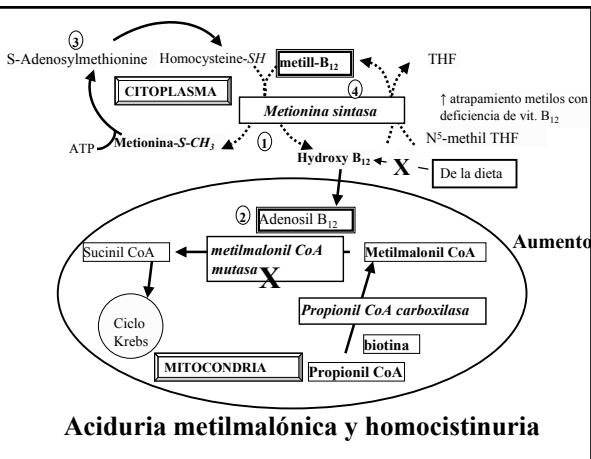 3
S-Adenosylmethionine
Homocysteine-SH
metill-B12
THF
CITOPLASMA
4
Metionina sintasa
↑ atrapamiento metilos con
deficiencia de vit. B12
ATP
Metionina-S-CH3
1
N5-methil THF
Hydroxy B12
X
De la dieta
2
Adenosil B12
Sucinil CoA
metilmalonil CoA
mutasa
X
Metilmalonil CoA
Aumento
Propionil CoA carboxilasa
Ciclo
Krebs
biotina
MITOCONDRIA
Propionil CoA
Aciduria metilmalónica y homocistinuria